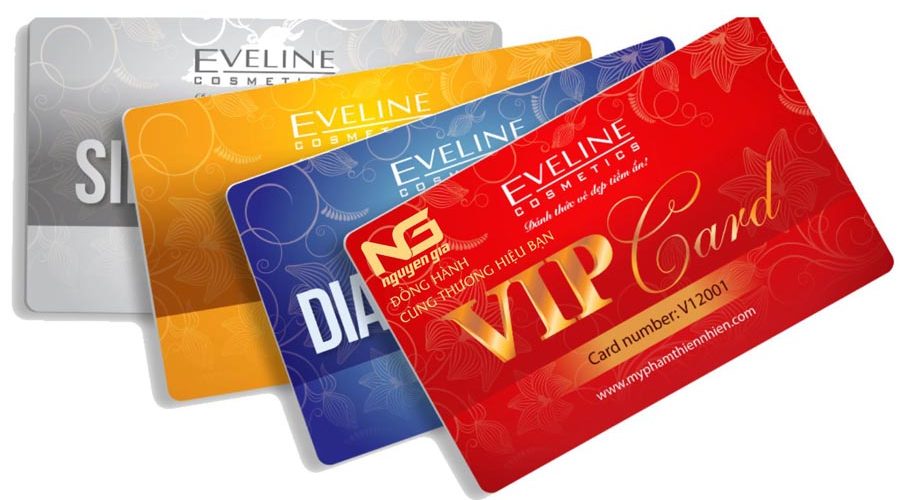 EVELINE
COSMETICS
SI
EVELINE
COSMETICS
EVELINE
COSM
DIA
EVELINE
COSMETICS
Đánh thức vẻ đẹp tiềm ẩn!
NG
nguyen gia
ĐỒNG HÀNH
CÙNG THƯƠNG HIỆU BẠN
VIP Card
Card number: V12001
www.myphamthiennhien.com